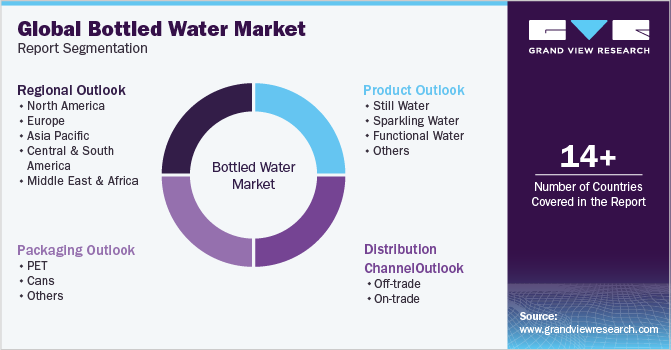 Global Bottled Water Market
Report Segmentation
Regional Outlook
• North America
• Europe
• Asia Pacific
• Central & South
America
• Middle East & Africa
Product Outlook
• Still Water
• Sparkling Water
• Functional Water
• Others
Bottled Water
Market
Packaging Outlook
• PET
• Cans
• Others
Distribution
ChannelOutlook
• Off-trade
• On-trade
GVR
GRAND VIEW RESEARCH
14+
Number of Countries
Covered in the Report
Source:
www.grandviewresearch.com